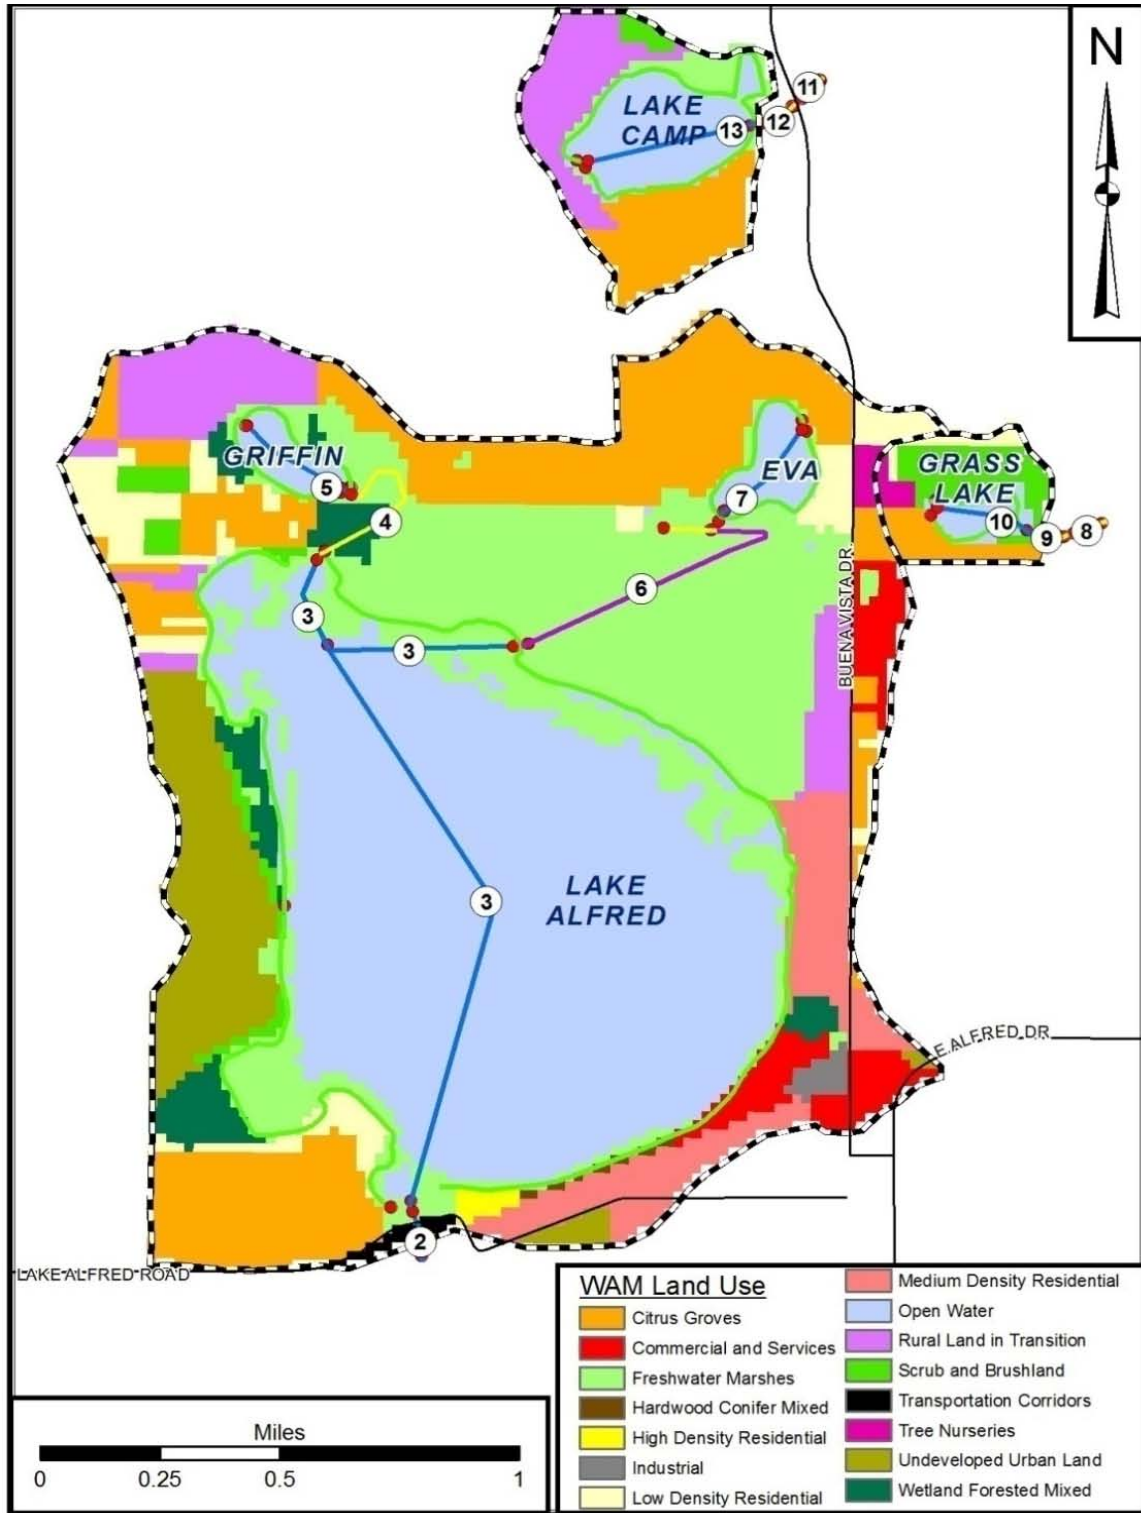 N
LAKE
CAMP
11
12
13
GRIFFIN
EVA
GRASS
LAKE
5
7
10
9
8
4
6
3
3
BUENA VISTA DR.
3
LAKE
ALFRED
E. ALFRED DR
2
LAKE ALFRED ROAD
Miles
0 0.25 0.5 1
WAM Land Use
Citrus Groves
Commercial and Services
Freshwater Marshes
Hardwood Conifer Mixed
High Density Residential
Industrial
Low Density Residential
Medium Density Residential
Open Water
Rural Land in Transition
Scrub and Brushland
Transportation Corridors
Tree Nurseries
Undeveloped Urban Land
Wetland Forested Mixed